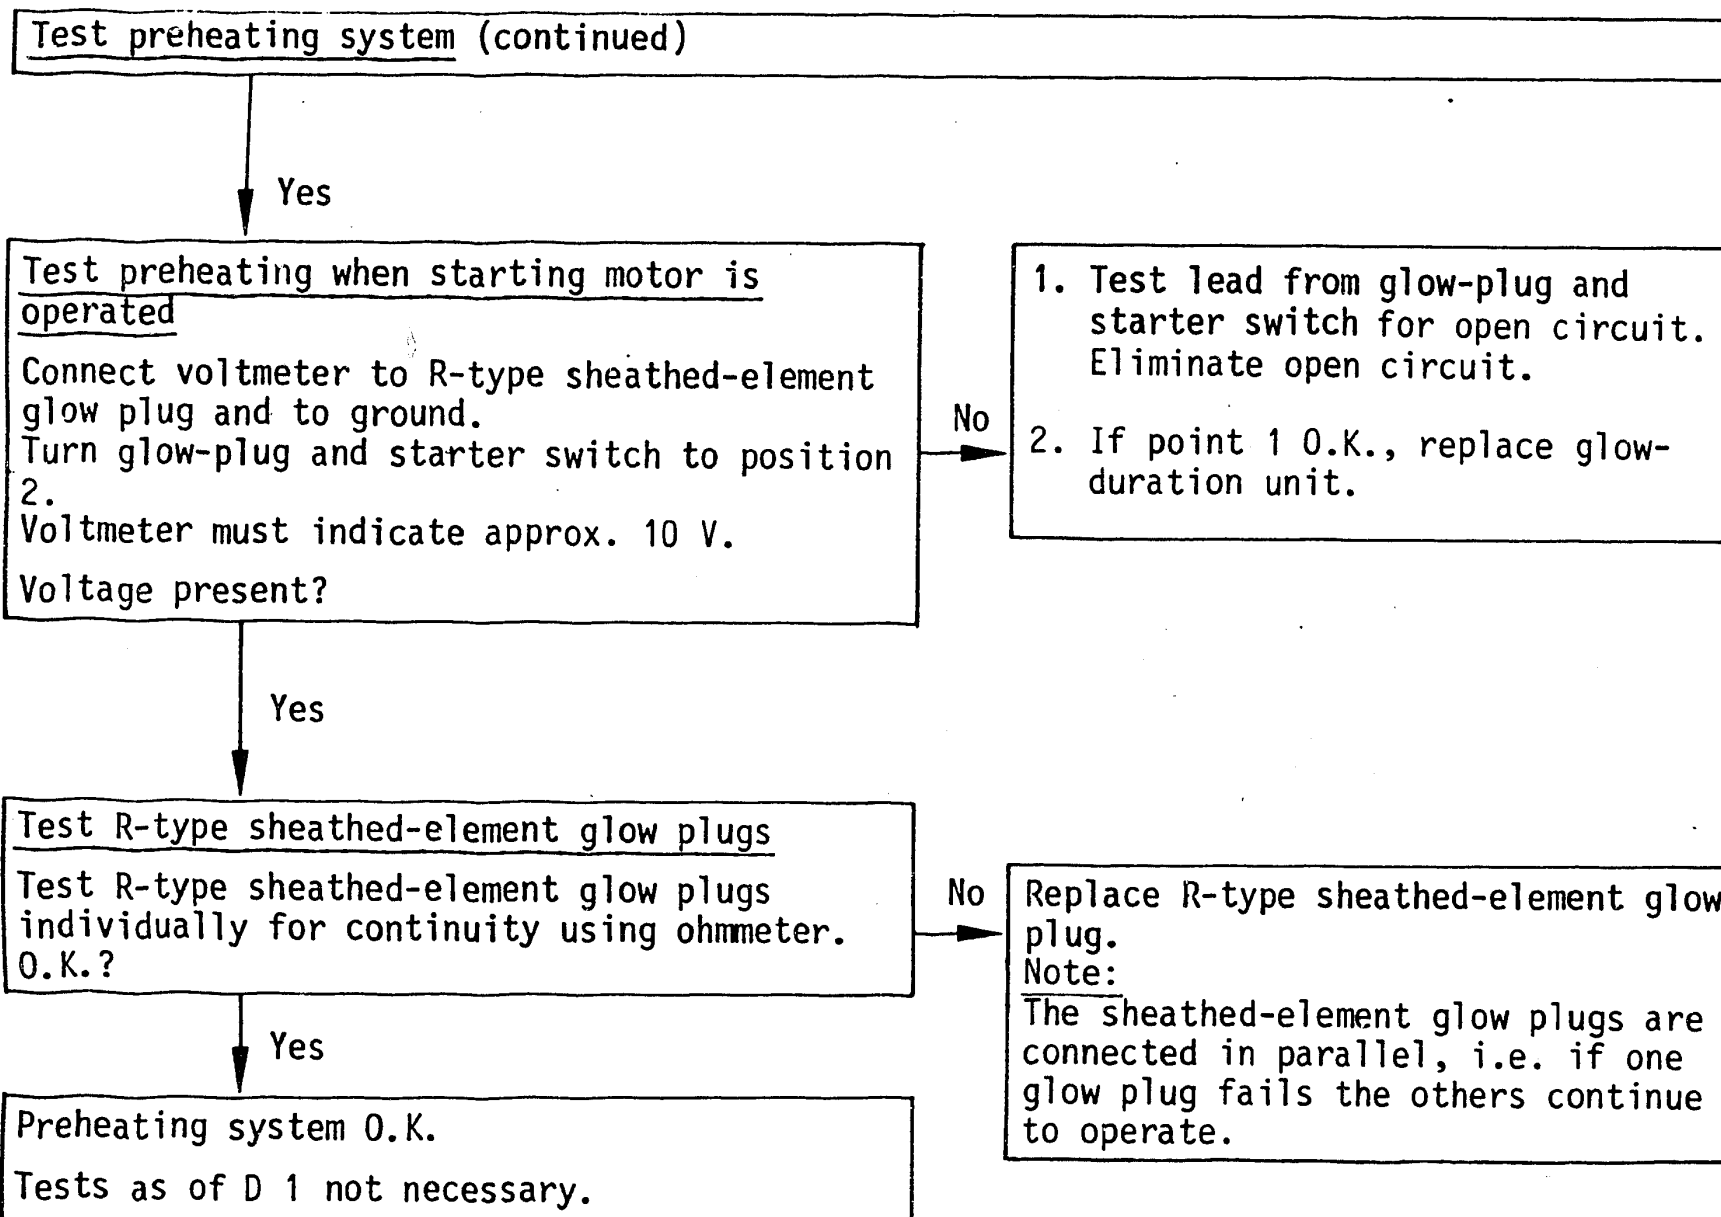 Test preheating system (continued)
Yes
Test preheating when starting motor is
operated
Connect voltmeter to R-type sheathed-element
glow plug and to ground.
Turn glow-plug and starter switch to position
2.
Voltmeter must indicate approx. 10 V.
Voltage present?
No
1. Test lead from glow-plug and
starter switch for open circuit.
Eliminate open circuit.
2. If point 1 O.K., replace glow-
duration unit.
Yes
Test R-type sheathed-element glow plugs
Test R-type sheathed-element glow plugs
individually for continuity using ohmmeter.
O.K.?
No
Replace R-type sheathed-element glow
plug.
Note:
The sheathed-element glow plugs are
connected in parallel, i.e. if one
glow plug fails the others continue
to operate.
Yes
Preheating system O.K.
Tests as of D 1 not necessary.